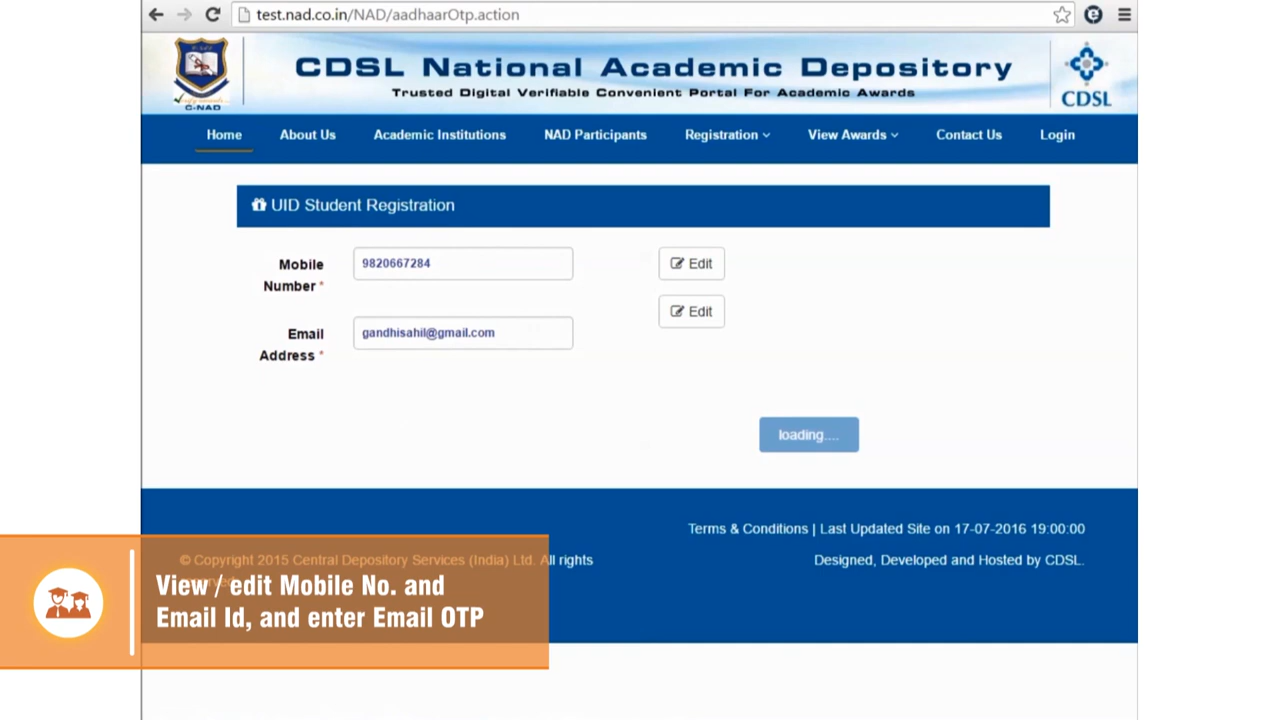 test.nad.co.in/NAD/aadhaarOtp.action
CDSL National Academic Depository
Trusted Digital Verifiable Convenient Portal For Academic Awards
C-NAD
CDSL
Home About Us Academic Institutions NAD Participants Registration View Awards Contact Us Login
UID Student Registration
Mobile Number * 9820667284 Edit
Edit
Email Address * gandhisahil@gmail.com
loading....
Terms & Conditions | Last Updated Site on 17-07-2016 19:00:00
© Copyright 2015 Central Depository Services (India) Ltd. All rights
Designed, Developed and Hosted by CDSL.
View / edit Mobile No. and
Email Id, and enter Email OTP